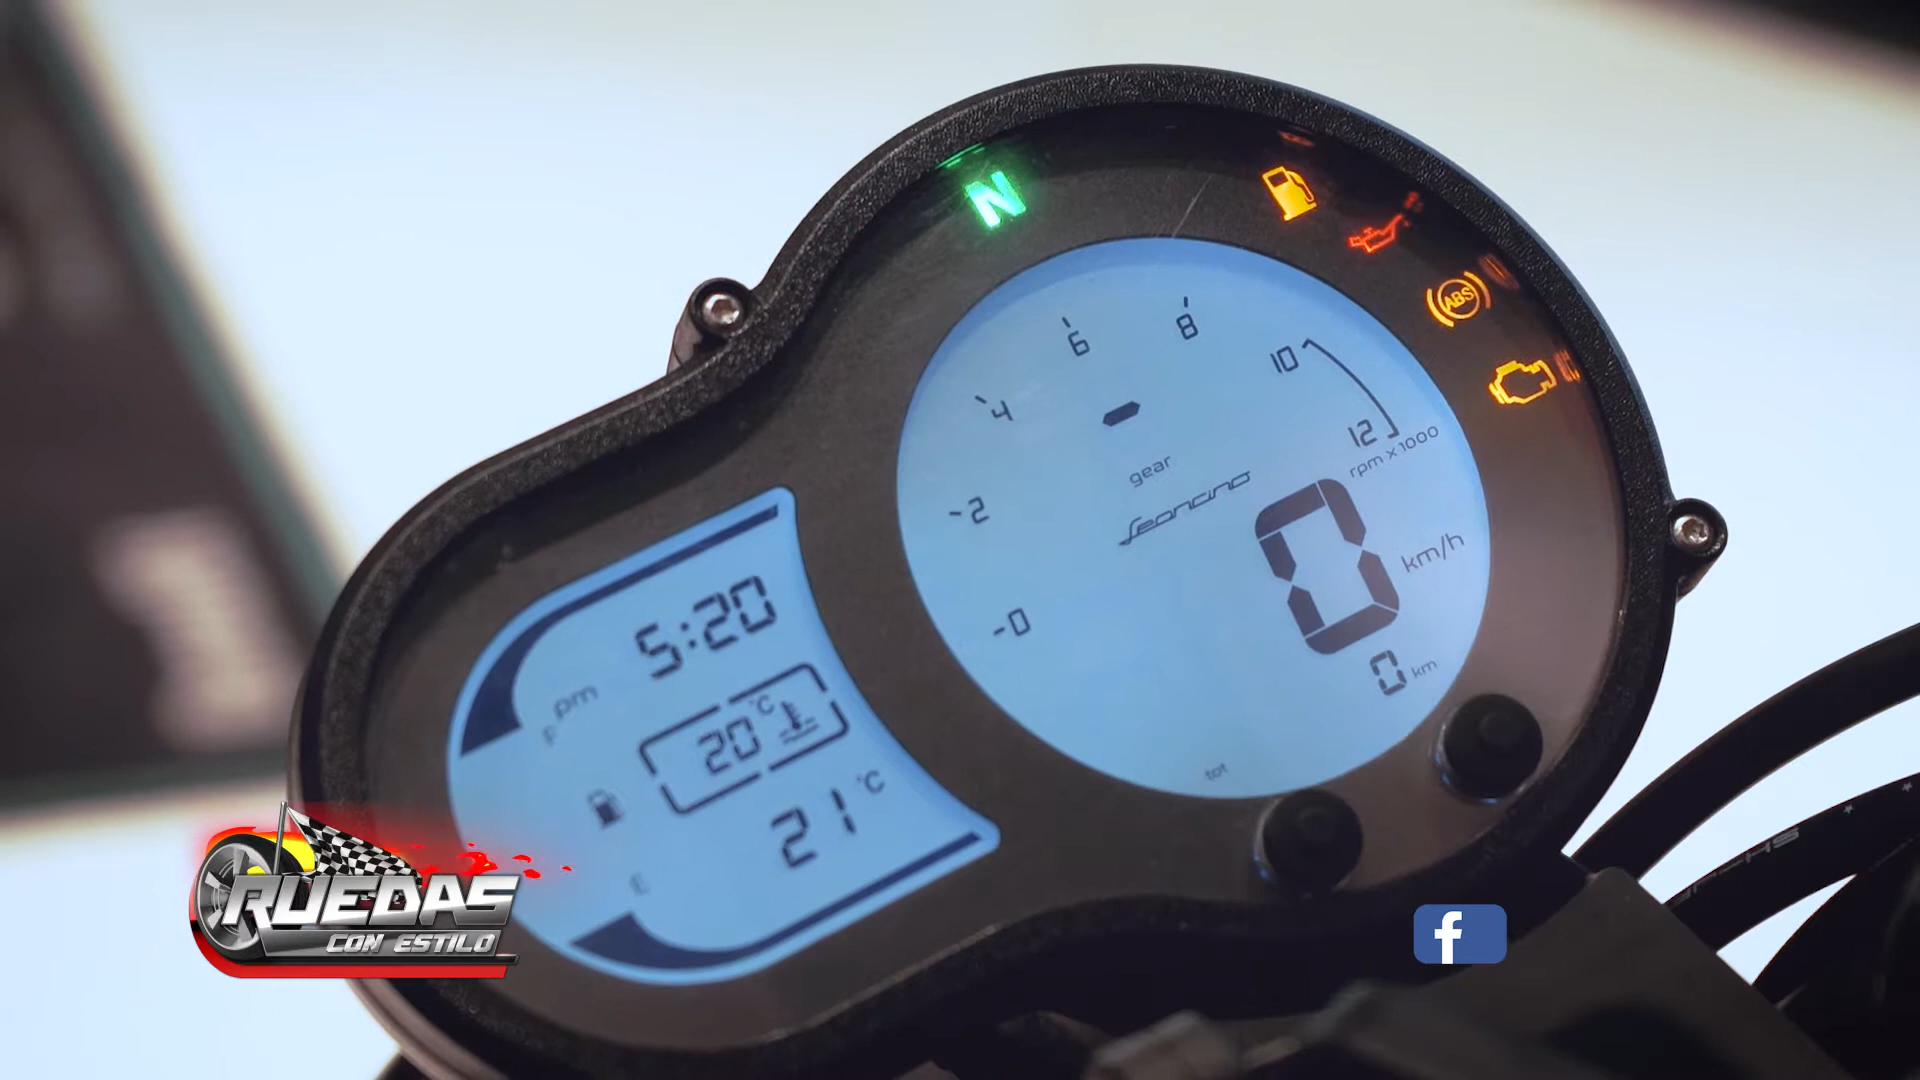 N
ABS
6
8
10
4
12
rpm x 1000
gear
2
Leoncino
0
km/h
0
0 km
tot
5:20
pm
F
20 °C
21 °C
E
RUEDAS
CON ESTILO
f